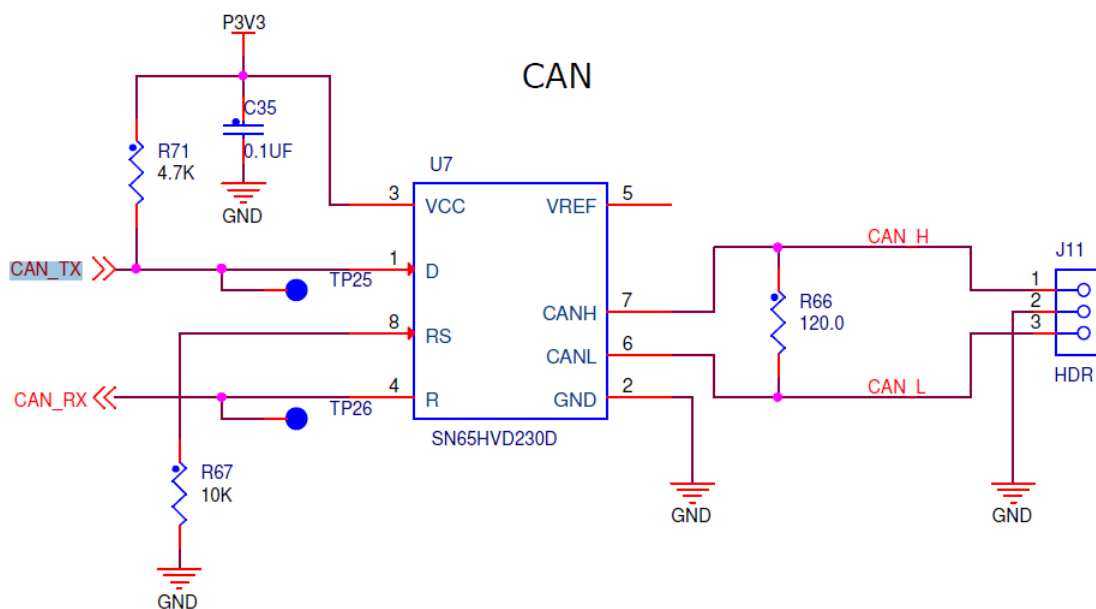 P3V3
CAN
C35
0.1UF
R71
4.7K
GND
U7
3
VCC
VREF
5
CAN_TX
1
D
TP25
CAN_H
J11
1
2
3
HDR
8
RS
CANH
7
R66
120.0
CANL
6
CAN_RX
4
R
TP26
GND
2
CAN_L
SN65HVD230D
R67
10K
GND
GND
GND